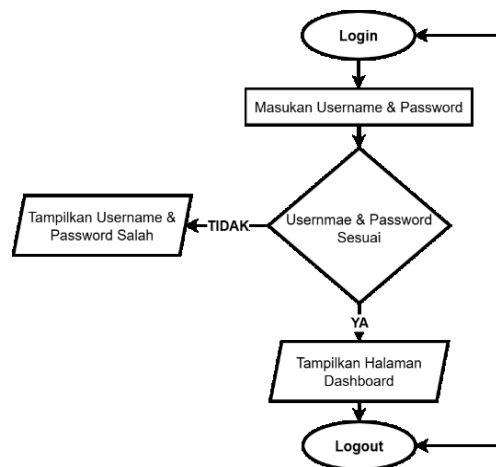 Login
Masukan Username & Password
Usernmae & Password
Sesuai
TIDAK
Tampilkan Username &
Password Salah
YA
Tampilkan Halaman
Dashboard
Logout